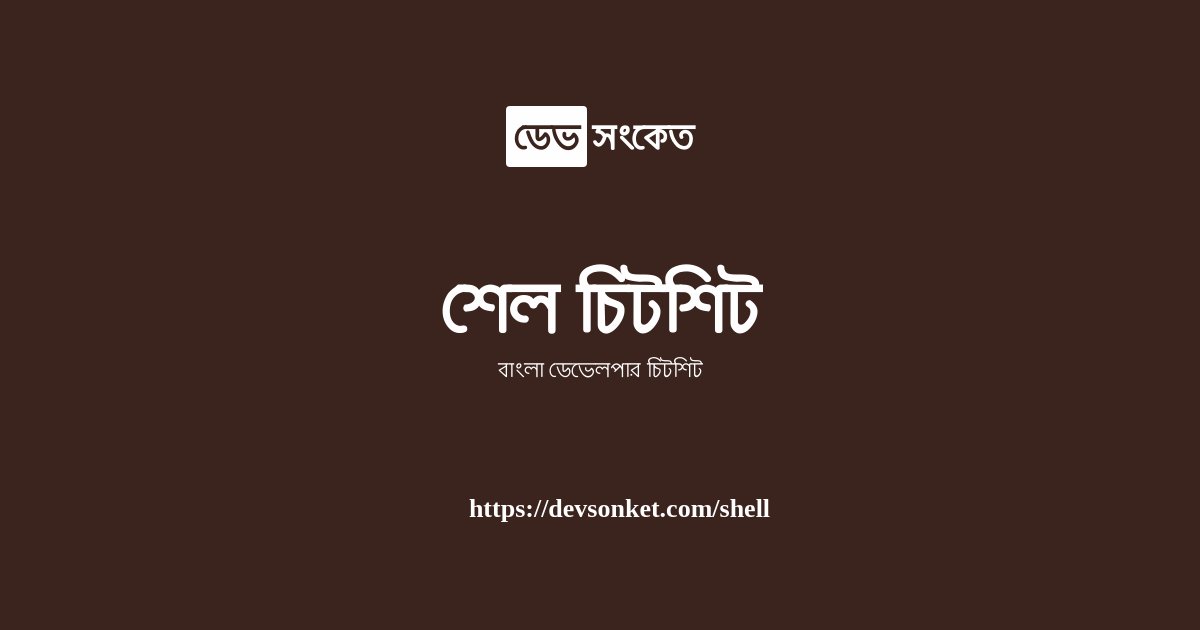 ডেভ সংকেত
শেল চিটশিট
বাংলা ডেভেলপার চিটশিট
https://devsonket.com/shell